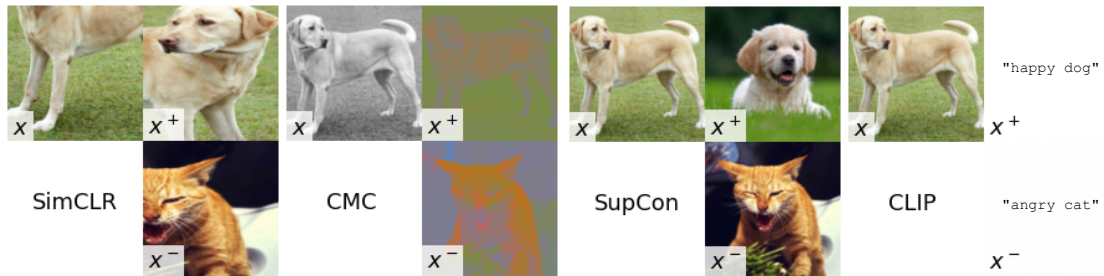 x
x⁺
SimCLR
x⁻
x
x⁺
CMC
x⁻
x
x⁺
SupCon
x⁻
x
"happy dog"
x⁺
CLIP
"angry cat"
x⁻